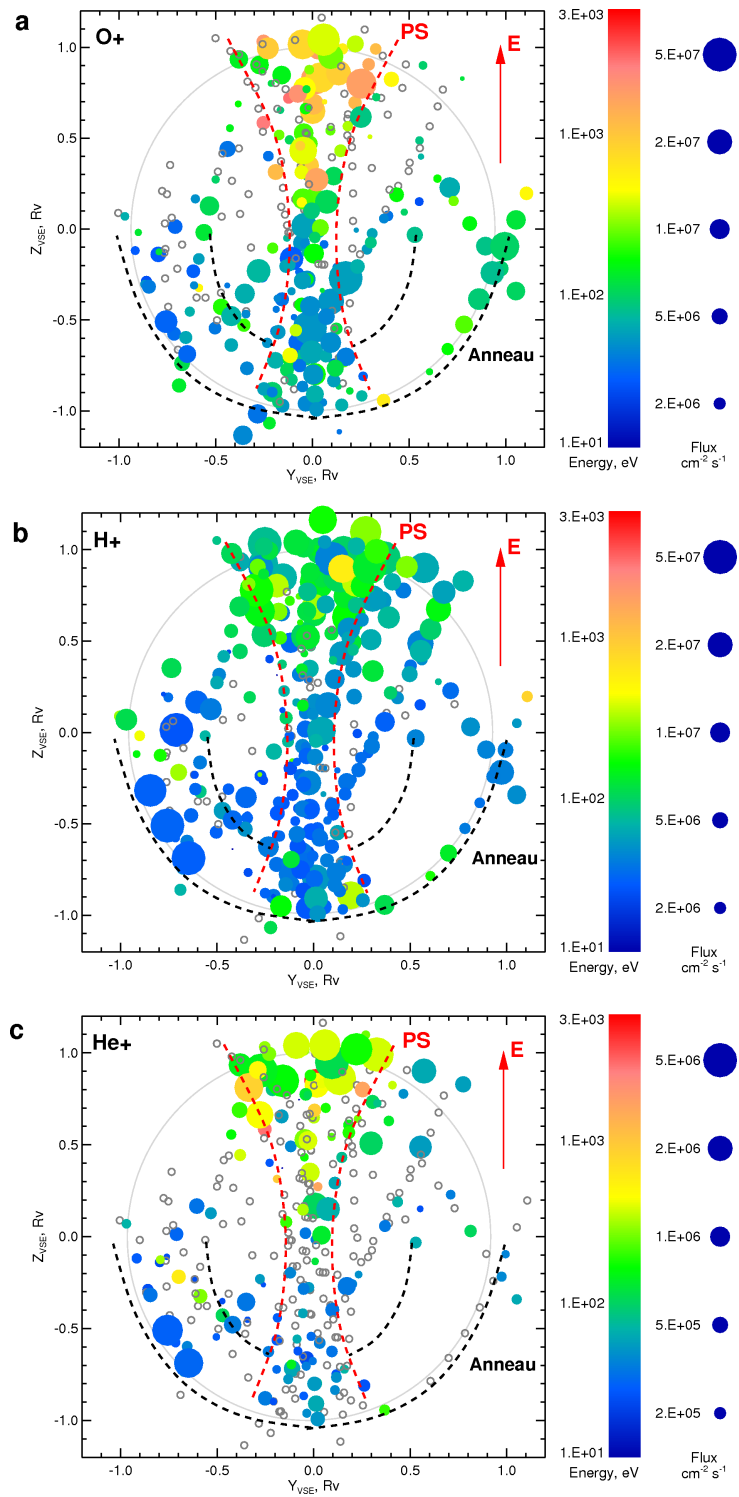 a
O+
PS
E
Anneau
1.0
0.5
0.0
-0.5
-1.0
Z_VSE, Rv
-1.0 -0.5 0.0 0.5 1.0
Y_VSE, Rv
3.E+03
1.E+03
1.E+02
1.E+01
Energy, eV
5.E+07
2.E+07
1.E+07
5.E+06
2.E+06
Flux
cm-2 s-1
b
H+
PS
E
Anneau
1.0
0.5
0.0
-0.5
-1.0
Z_VSE, Rv
-1.0 -0.5 0.0 0.5 1.0
Y_VSE, Rv
3.E+03
1.E+03
1.E+02
1.E+01
Energy, eV
5.E+07
2.E+07
1.E+07
5.E+06
2.E+06
Flux
cm-2 s-1
c
He+
PS
E
Anneau
1.0
0.5
0.0
-0.5
-1.0
Z_VSE, Rv
-1.0 -0.5 0.0 0.5 1.0
Y_VSE, Rv
3.E+03
1.E+03
1.E+02
1.E+01
Energy, eV
5.E+06
2.E+06
1.E+06
5.E+05
2.E+05
Flux
cm-2 s-1